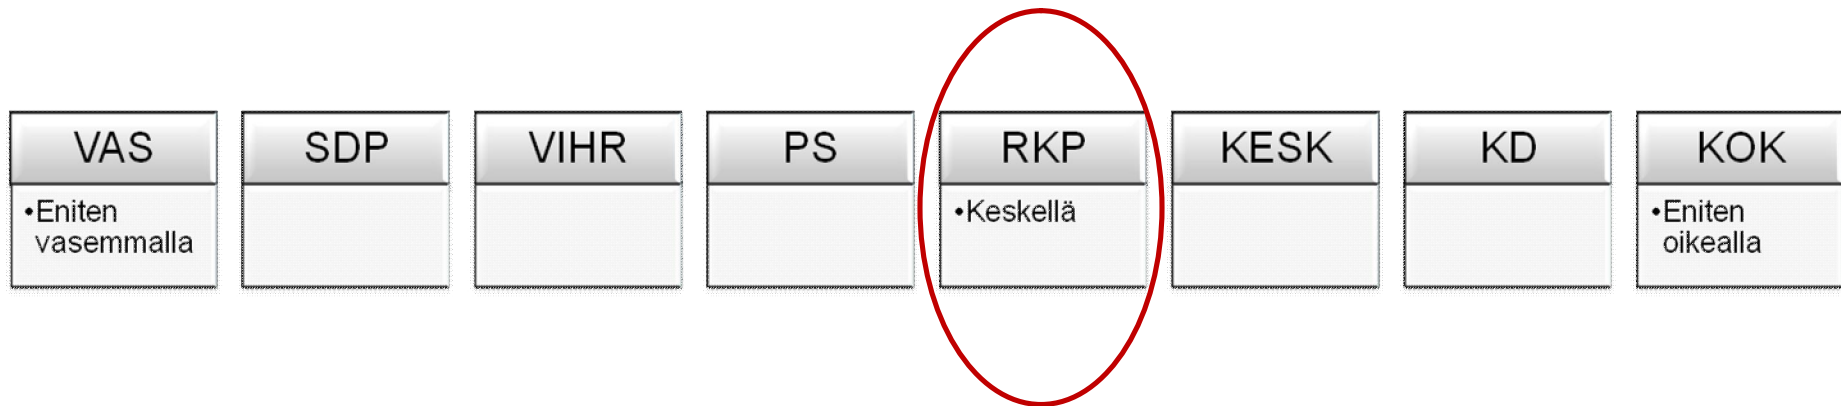 VAS
•Eniten
vasemmalla
SDP
VIHR
PS
RKP
•Keskellä
KESK
KD
KOK
•Eniten
oikealla